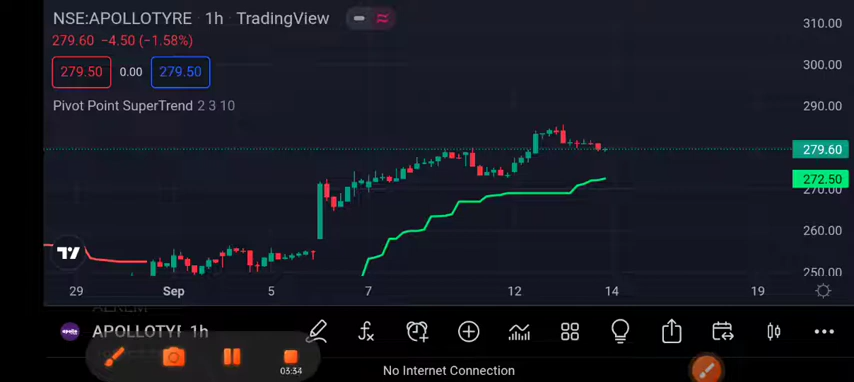 NSE:APOLLOTYRE · 1h · TradingView
279.60 −4.50 (−1.58%)
279.50 0.00 279.50
Pivot Point SuperTrend 2 3 10
310.00
300.00
290.00
279.60
272.50
270.00
260.00
250.00
29 Sep 5 7 12 14 19
APOLLOTYF 1h
03:34
No Internet Connection